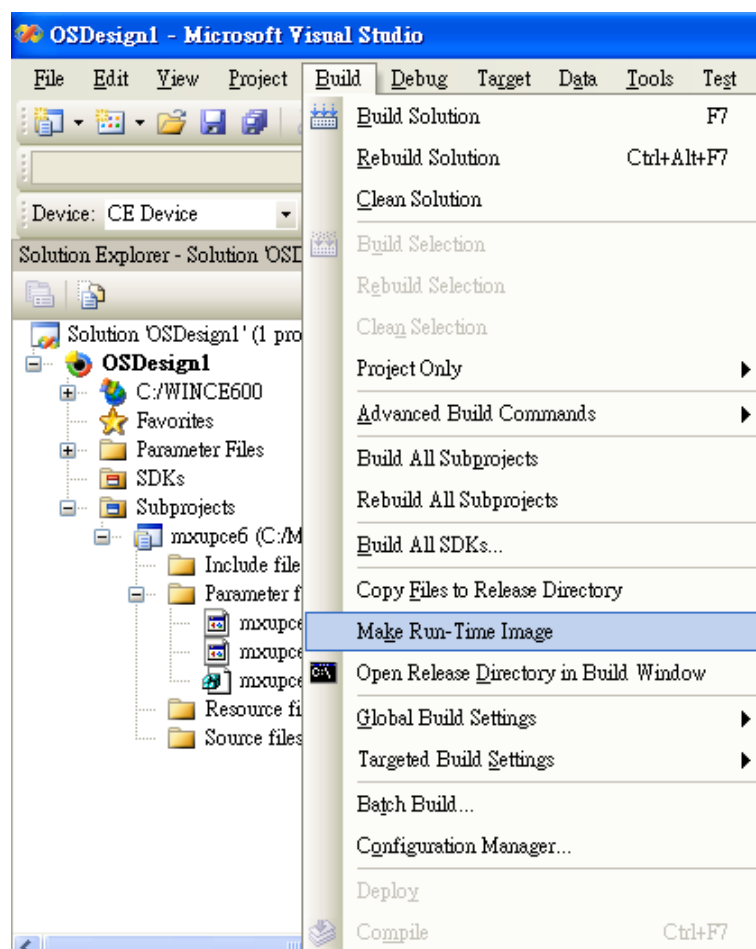 OSDesign1 - Microsoft Visual Studio
File Edit View Project Build Debug Target Data Tools Test
Build Solution F7
Rebuild Solution Ctrl+Alt+F7
Clean Solution
Build Selection
Rebuild Selection
Clean Selection
Project Only
Advanced Build Commands
Build All Subprojects
Rebuild All Subprojects
Build All SDKs...
Copy Files to Release Directory
Make Run-Time Image
Open Release Directory in Build Window
Global Build Settings
Targeted Build Settings
Batch Build...
Configuration Manager...
Deploy
Compile Ctrl+F7
Device: CE Device
Solution Explorer - Solution 'OSD
Solution 'OSDesign1' (1 pro
OSDesign1
C:/WINCE600
Favorites
Parameter Files
SDKs
Subprojects
mxupce6 (C:/M
Include file
Parameter f
mxupce
mxupce
mxupce
Resource fi
Source files